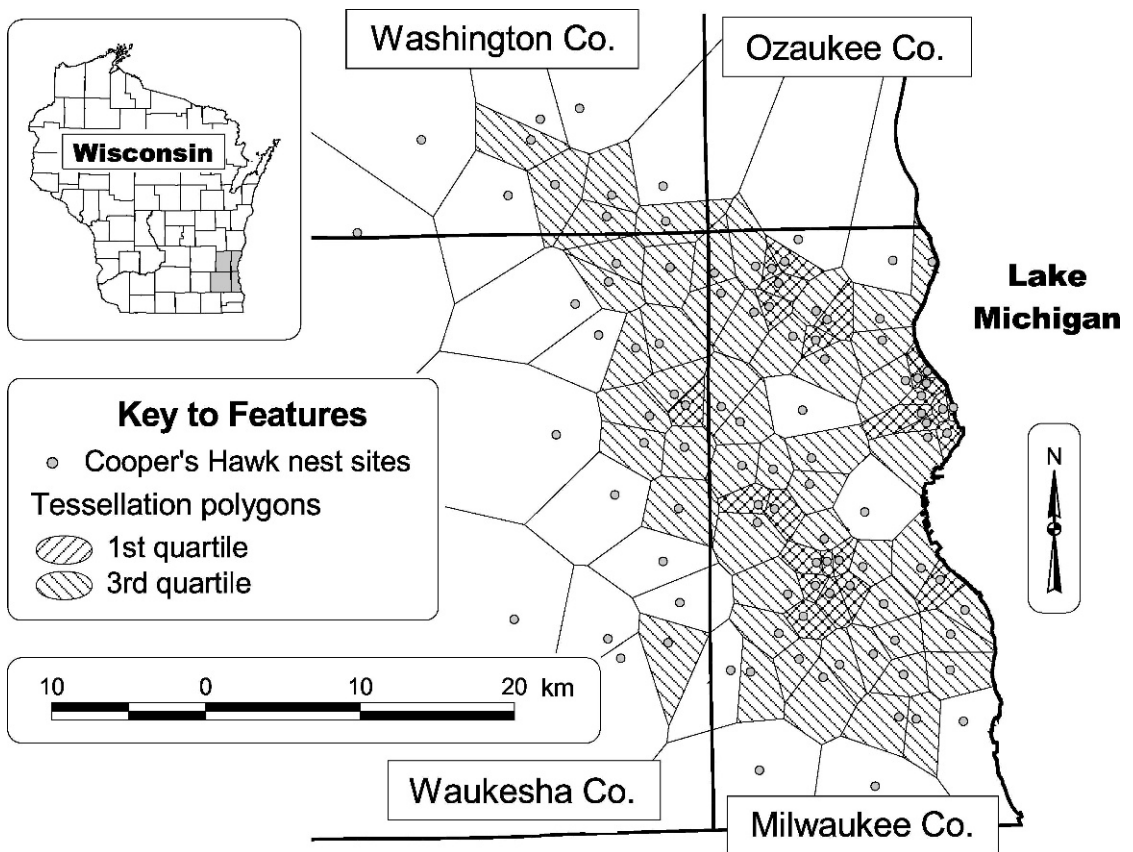 Washington Co.
Ozaukee Co.
Wisconsin
Lake
Michigan
Key to Features
Cooper's Hawk nest sites
Tessellation polygons
1st quartile
3rd quartile
N
10 0 10 20 km
Waukesha Co.
Milwaukee Co.